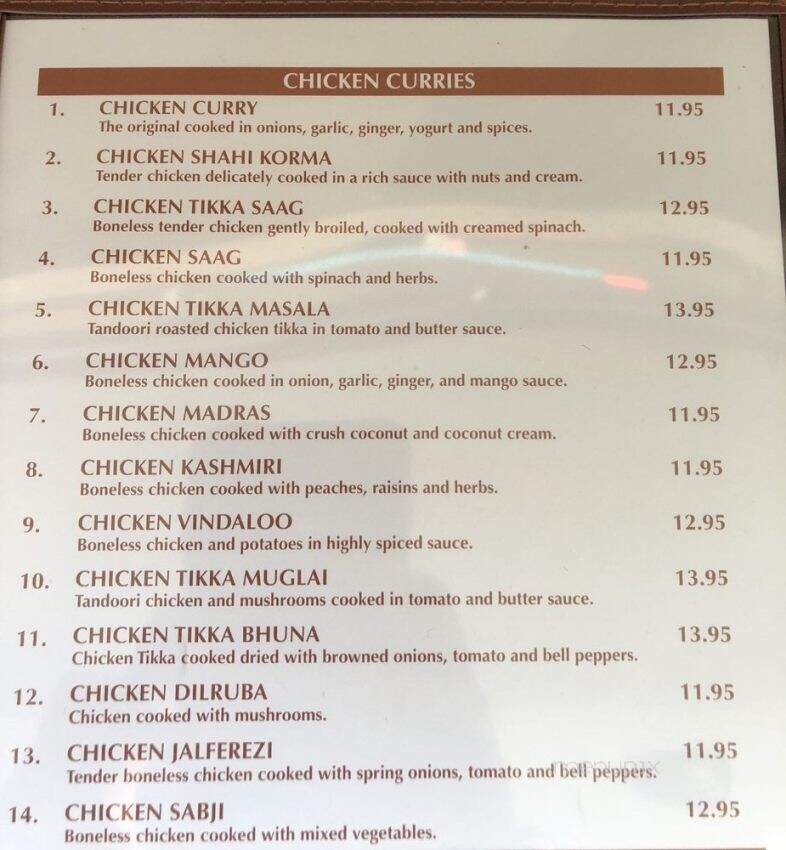 CHICKEN CURRIES
1. CHICKEN CURRY 11.95
The original cooked in onions, garlic, ginger, yogurt and spices.
2. CHICKEN SHAHI KORMA 11.95
Tender chicken delicately cooked in a rich sauce with nuts and cream.
3. CHICKEN TIKKA SAAG 12.95
Boneless tender chicken gently broiled, cooked with creamed spinach.
4. CHICKEN SAAG 11.95
Boneless chicken cooked with spinach and herbs.
5. CHICKEN TIKKA MASALA 13.95
Tandoori roasted chicken tikka in tomato and butter sauce.
6. CHICKEN MANGO 12.95
Boneless chicken cooked in onion, garlic, ginger, and mango sauce.
7. CHICKEN MADRAS 11.95
Boneless chicken cooked with crush coconut and coconut cream.
8. CHICKEN KASHMIRI 11.95
Boneless chicken cooked with peaches, raisins and herbs.
9. CHICKEN VINDALOO 12.95
Boneless chicken and potatoes in highly spiced sauce.
10. CHICKEN TIKKA MUGLAI 13.95
Tandoori chicken and mushrooms cooked in tomato and butter sauce.
11. CHICKEN TIKKA BHUNA 13.95
Chicken Tikka cooked dried with browned onions, tomato and bell peppers.
12. CHICKEN DILRUBA 11.95
Chicken cooked with mushrooms.
13. CHICKEN JALFEREZI 11.95
Tender boneless chicken cooked with spring onions, tomato and bell peppers.
14. CHICKEN SABJI 12.95
Boneless chicken cooked with mixed vegetables.